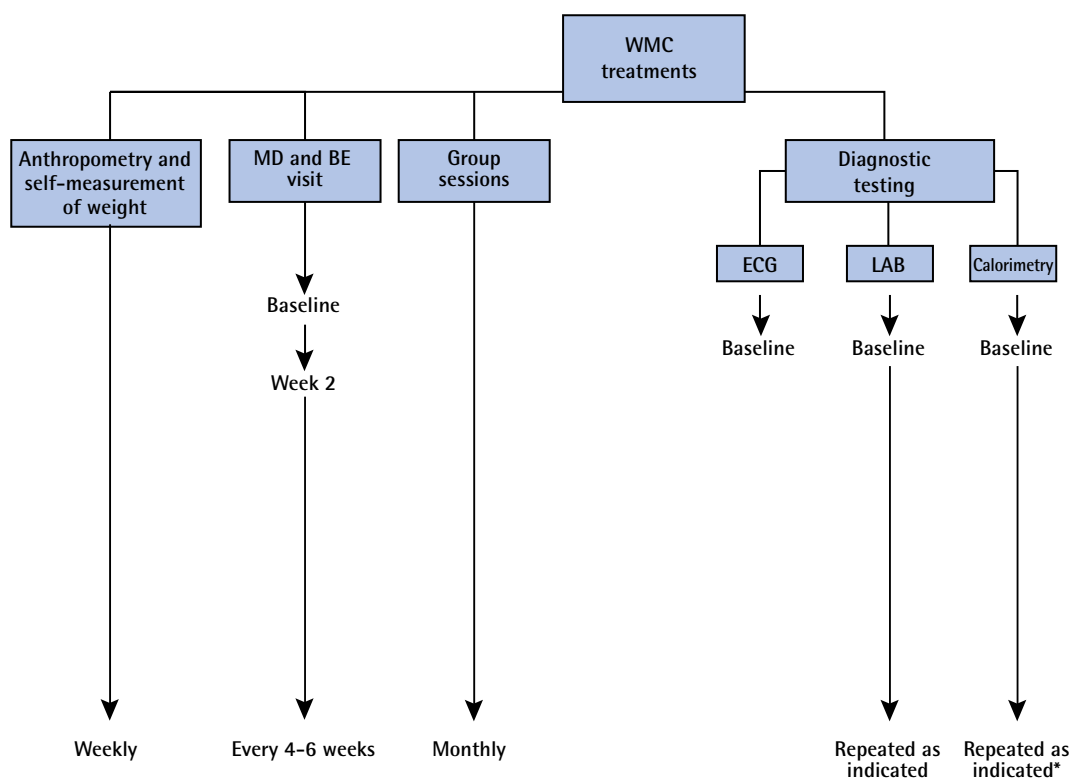 WMC
treatments
Anthropometry and
self-measurement
of weight
MD and BE
visit
Group
sessions
Diagnostic
testing
ECG
LAB
Calorimetry
Baseline
Baseline
Baseline
Baseline
Week 2
Weekly
Every 4-6 weeks
Monthly
Repeated as
indicated
Repeated as
indicated*